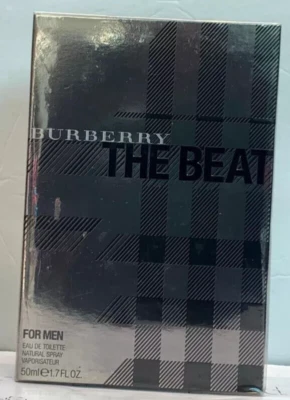 BURBERRY
THE BEAT
FOR MEN
EAU DE TOILETTE
NATURAL SPRAY
VAPORISATEUR
50ml℮1.7FL.OZ.